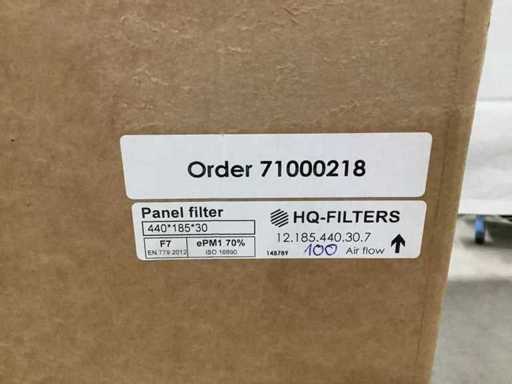 Order 71000218
Panel filter
440*185*30
F7 ePM1 70%
EN 779:2012 ISO 16890
HQ-FILTERS
12.185.440.30.7
148789 100 Air flow